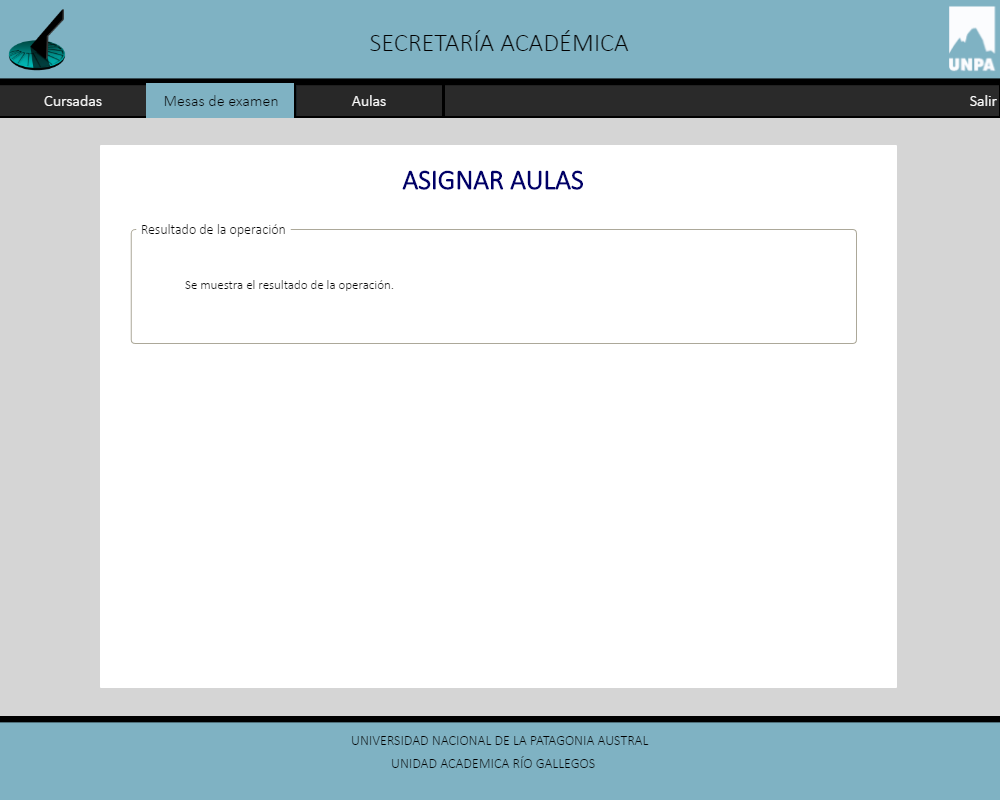 SECRETARÍA ACADÉMICA
UNPA
Cursadas
Mesas de examen
Aulas
Salir
ASIGNAR AULAS
Resultado de la operación
Se muestra el resultado de la operación.
UNIVERSIDAD NACIONAL DE LA PATAGONIA AUSTRAL
UNIDAD ACADEMICA RÍO GALLEGOS